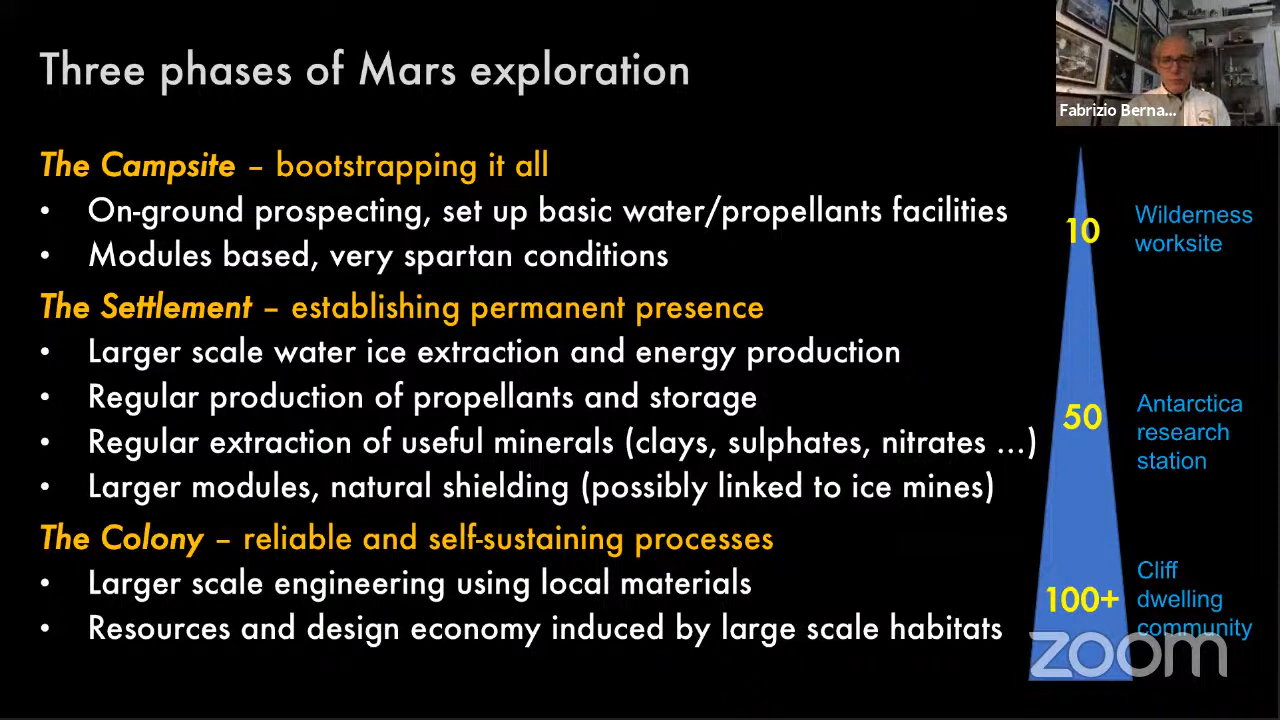 Three phases of Mars exploration
Fabrizio Berna...
The Campsite – bootstrapping it all
• On-ground prospecting, set up basic water/propellants facilities
• Modules based, very spartan conditions
10
Wilderness
worksite
The Settlement – establishing permanent presence
• Larger scale water ice extraction and energy production
• Regular production of propellants and storage
• Regular extraction of useful minerals (clays, sulphates, nitrates ...)
• Larger modules, natural shielding (possibly linked to ice mines)
50
Antarctica
research
station
The Colony – reliable and self-sustaining processes
• Larger scale engineering using local materials
• Resources and design economy induced by large scale habitats
100+
Cliff
dwelling
community
zoom